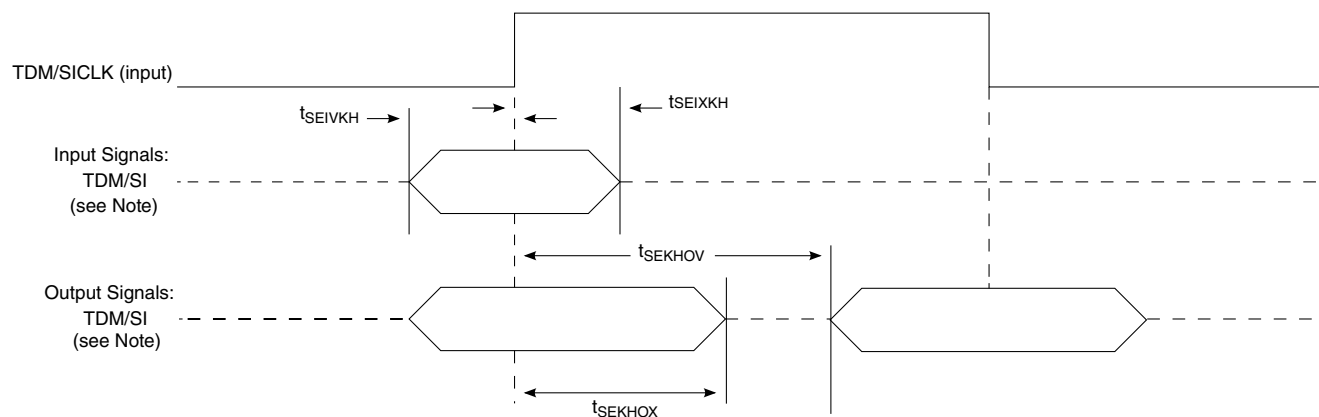 TDM/SICLK (input)
tSEIVKH
tSEIXKH
Input Signals:
TDM/SI
(see Note)
tSEKHOV
Output Signals:
TDM/SI
(see Note)
tSEKHOX